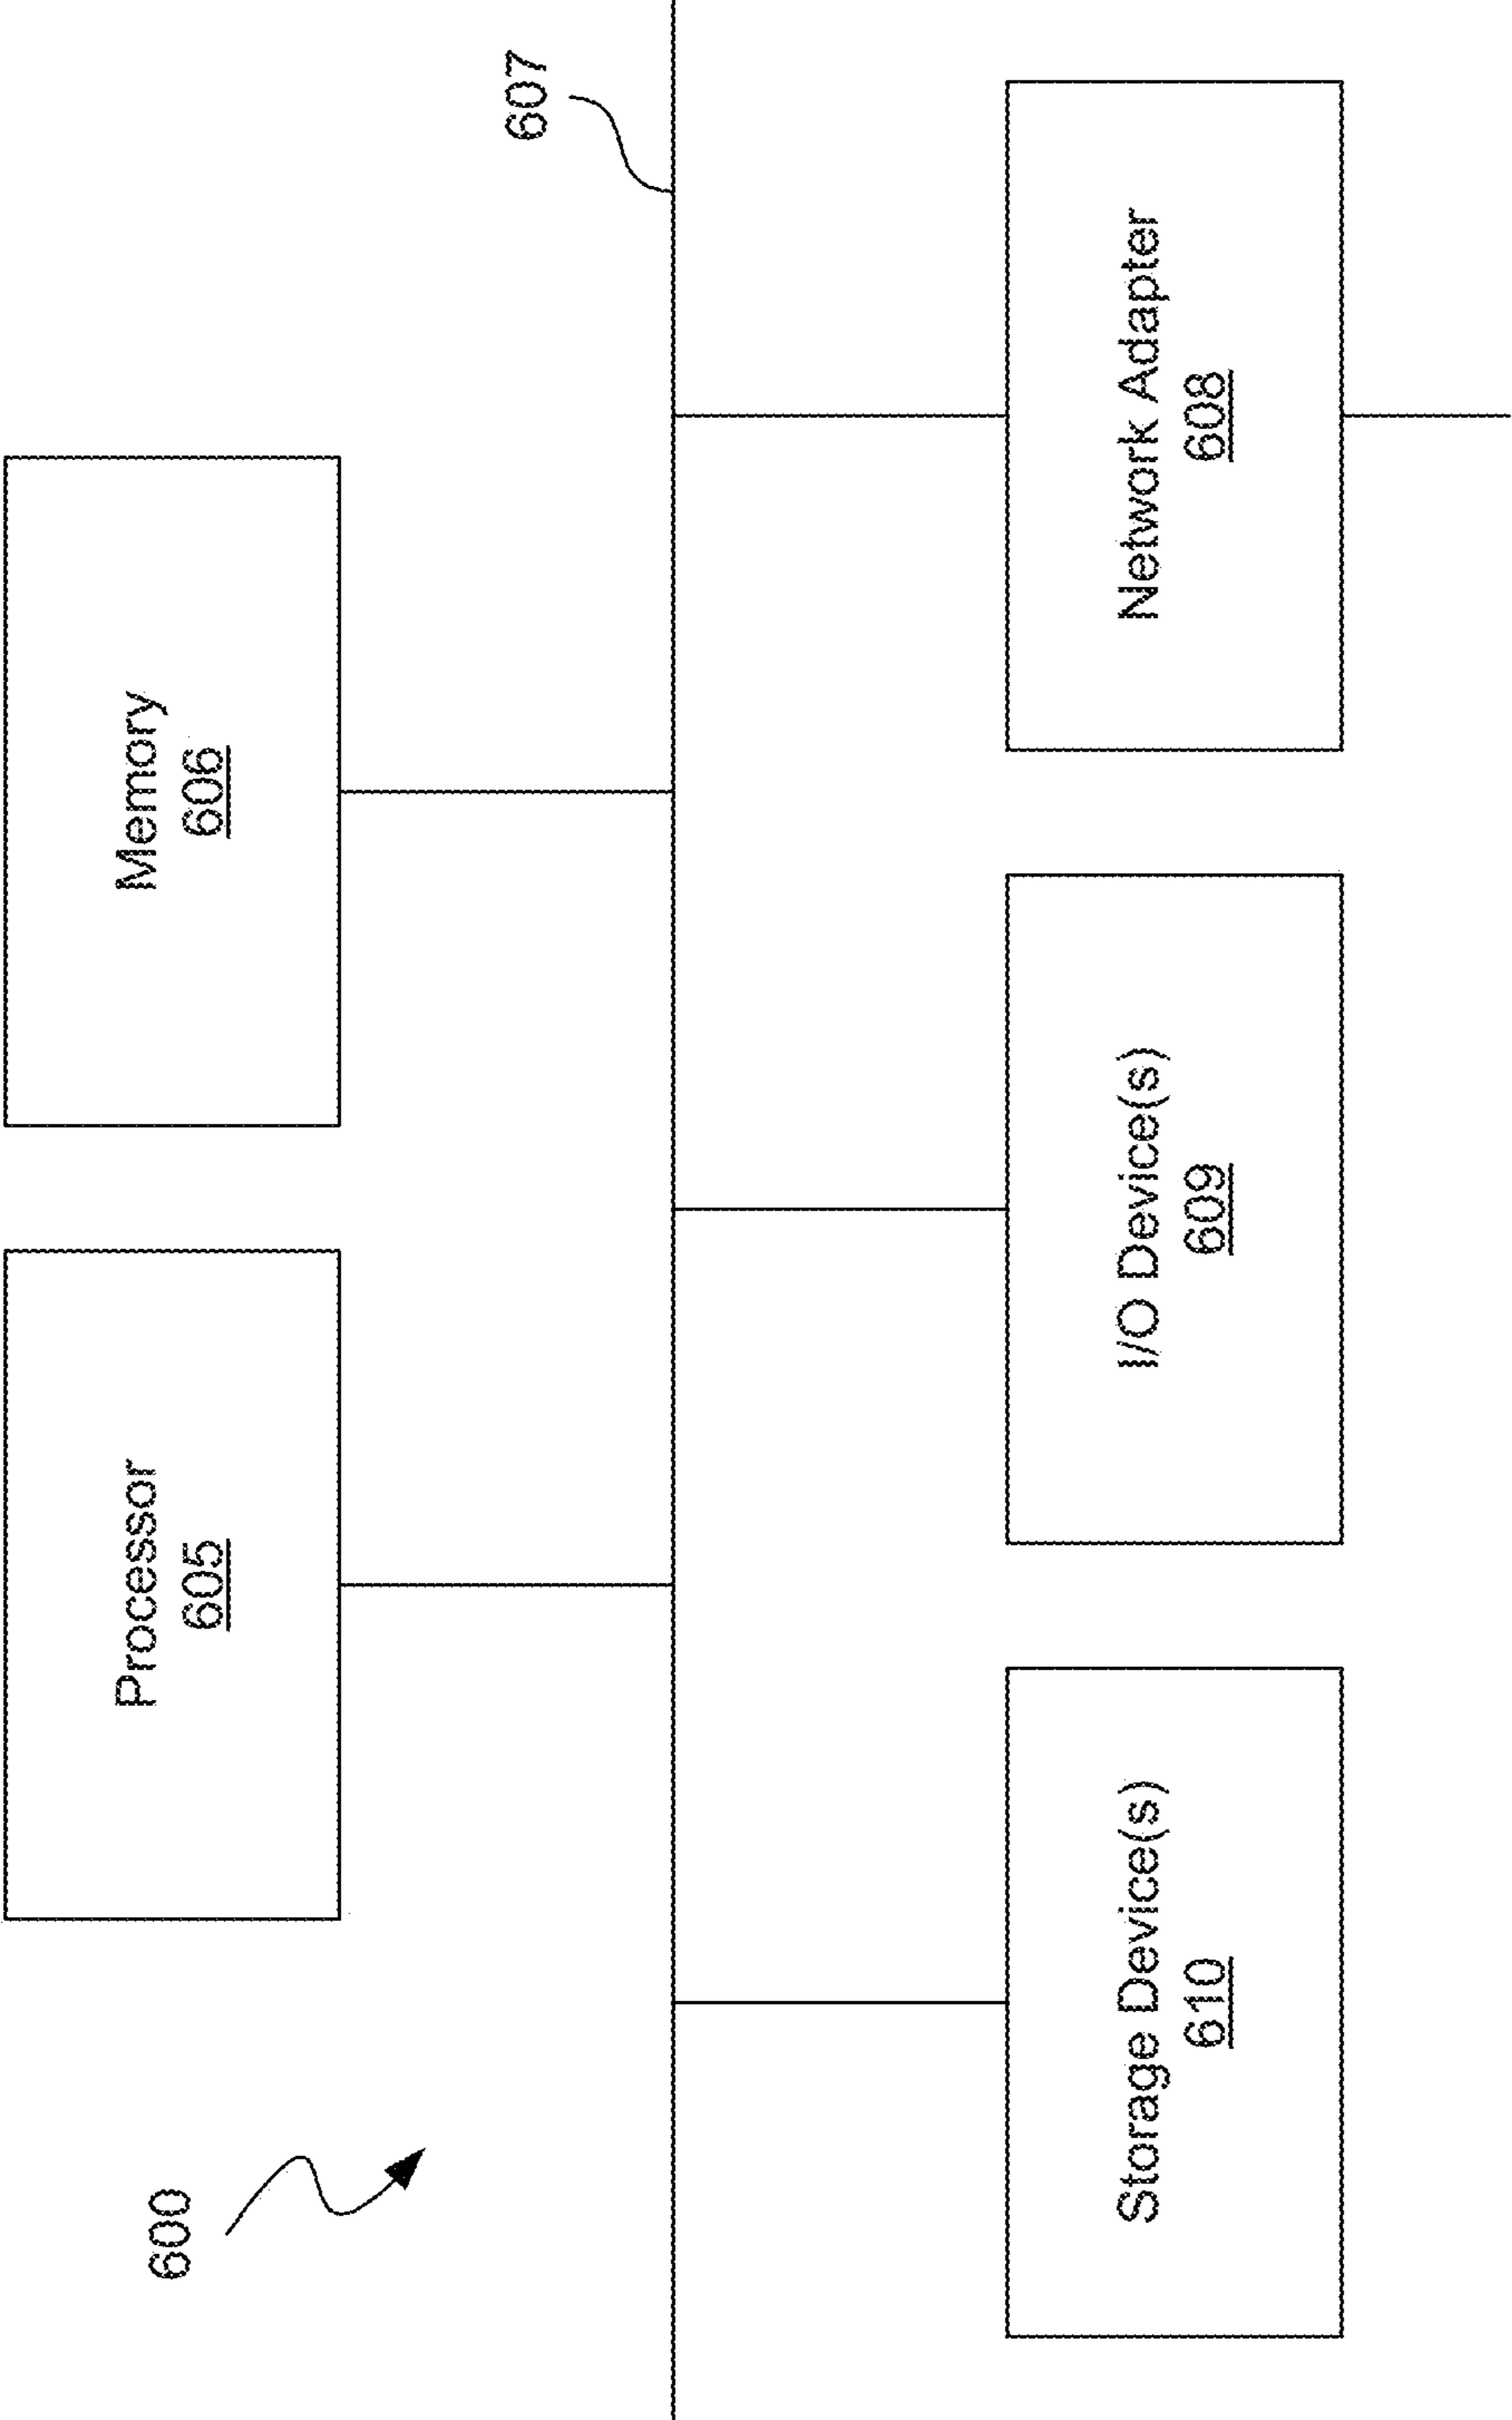 600
Processor
605
Memory
606
607
Storage Device(s)
610
I/O Device(s)
609
Network Adapter
608